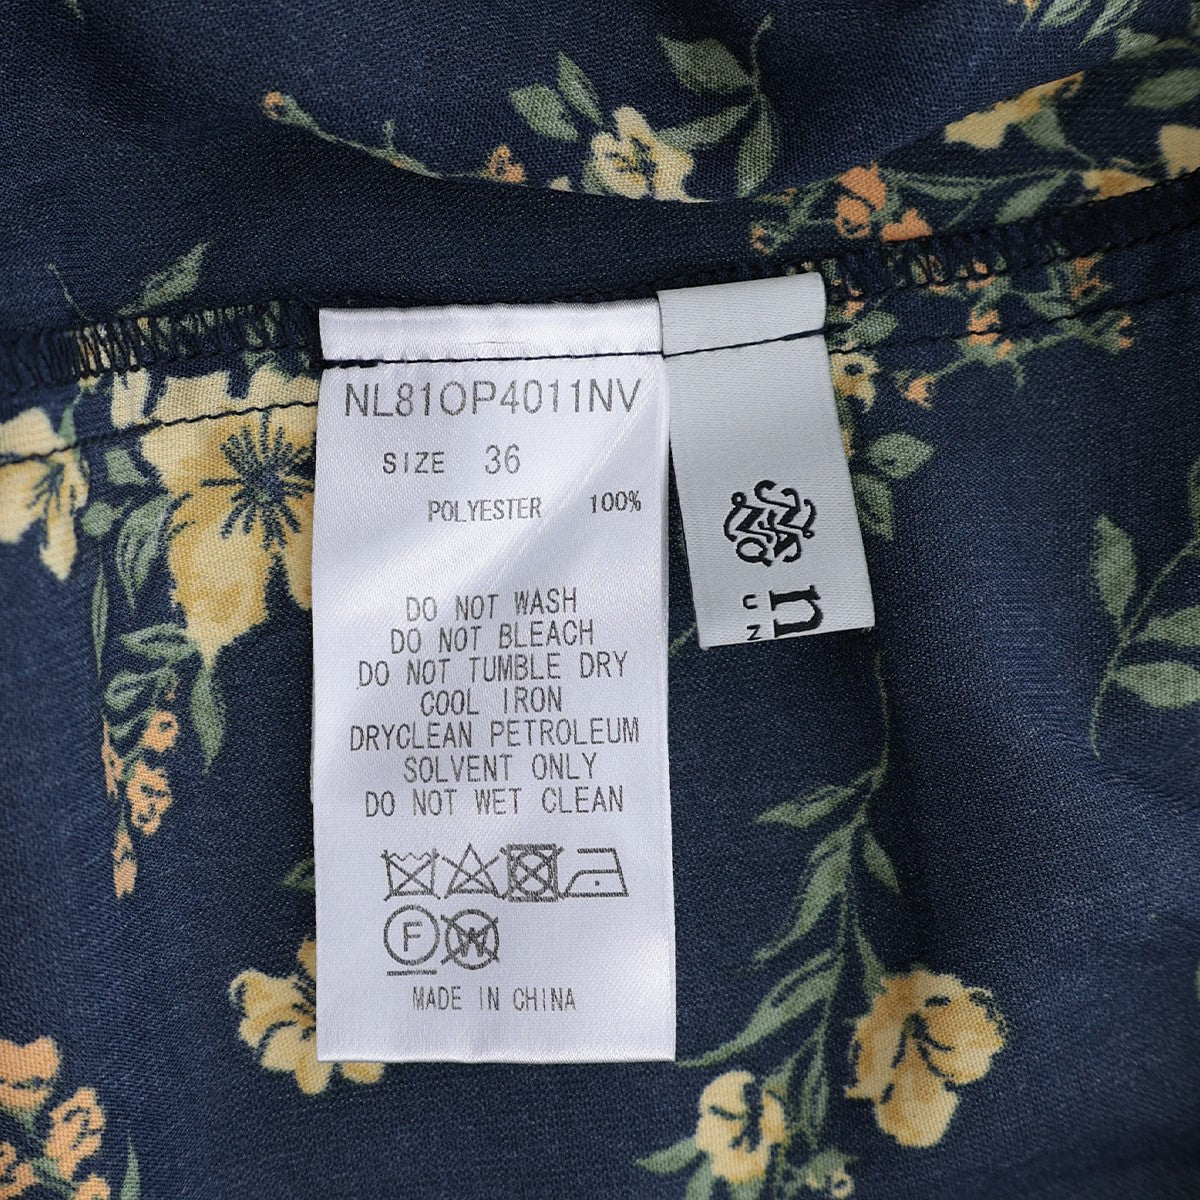 NL81OP4011NV
SIZE 36
POLYESTER 100%
DO NOT WASH
DO NOT BLEACH
DO NOT TUMBLE DRY
COOL IRON
DRYCLEAN PETROLEUM
SOLVENT ONLY
DO NOT WET CLEAN
F W
MADE IN CHINA
n
UN